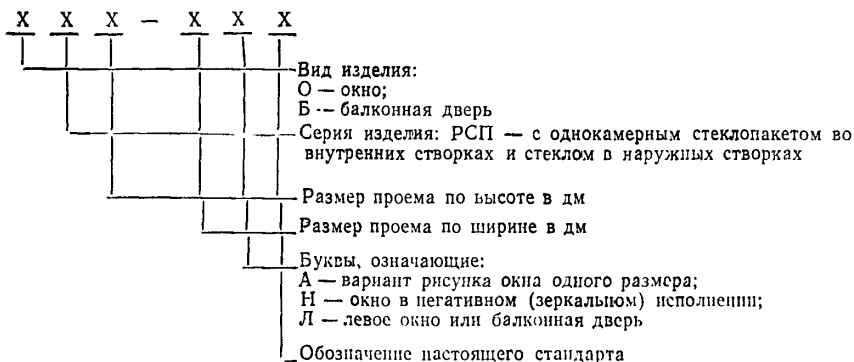 Х Х Х — Х Х Х
Вид изделия:
О — окно;
Б — балконная дверь
Серия изделия: РСП — с однокамерным стеклопакетом во
внутренних створках и стеклом в наружных створках
Размер проема по высоте в дм
Размер проема по ширине в дм
Буквы, означающие:
А — вариант рисунка окна одного размера;
Н — окно в негативном (зеркальном) исполнении;
Л — левое окно или балконная дверь
Обозначение настоящего стандарта